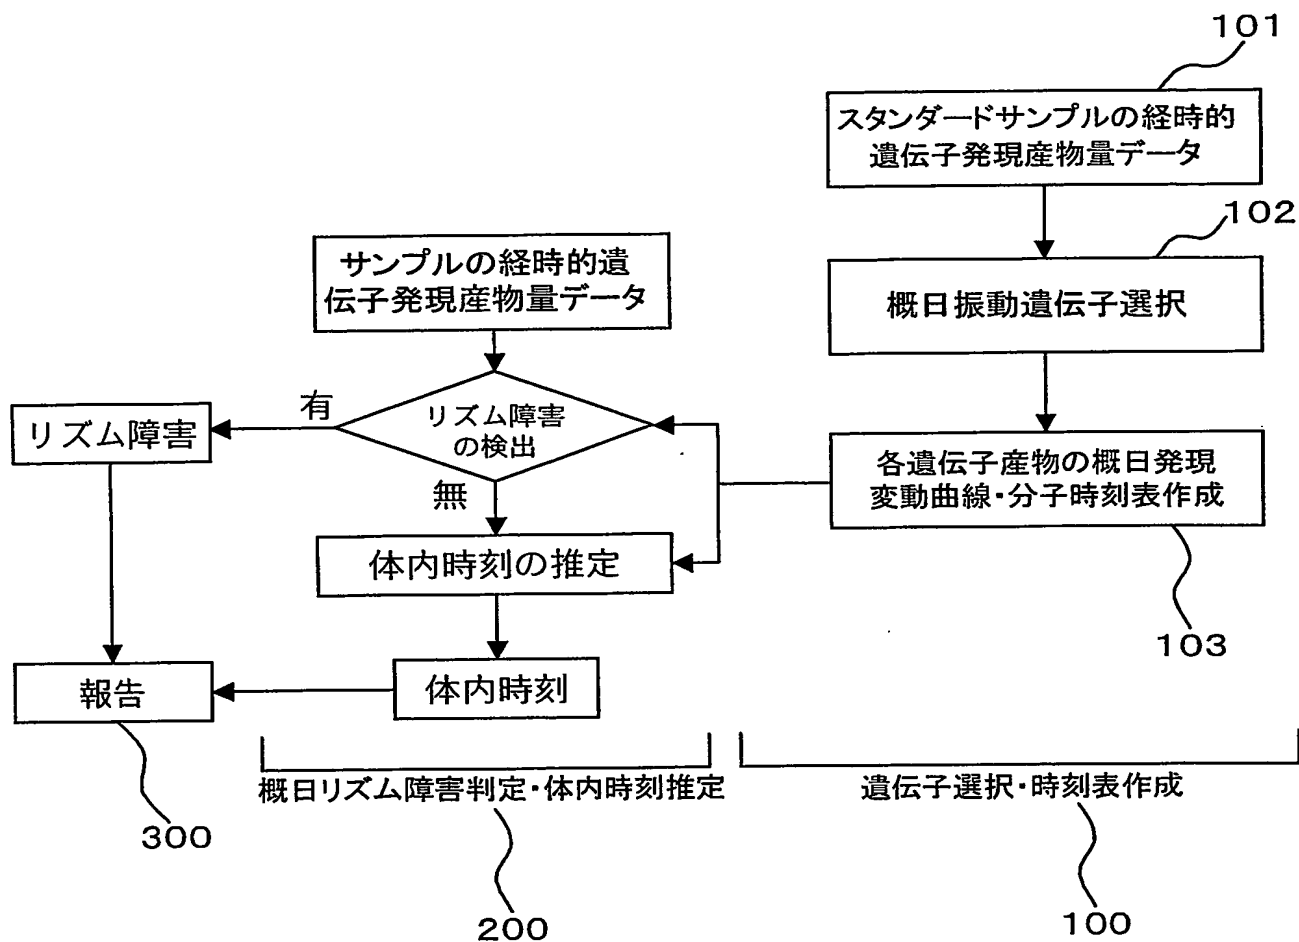 101
スタンダードサンプルの経時的
遺伝子発現産物量データ
102
概日振動遺伝子選択
サンプルの経時的遺
伝子発現産物量データ
有
リズム障害
の検出
リズム障害
無
各遺伝子産物の概日発現
変動曲線・分子時刻表作成
103
体内時刻の推定
体内時刻
報告
300
概日リズム障害判定・体内時刻推定
200
遺伝子選択・時刻表作成
100